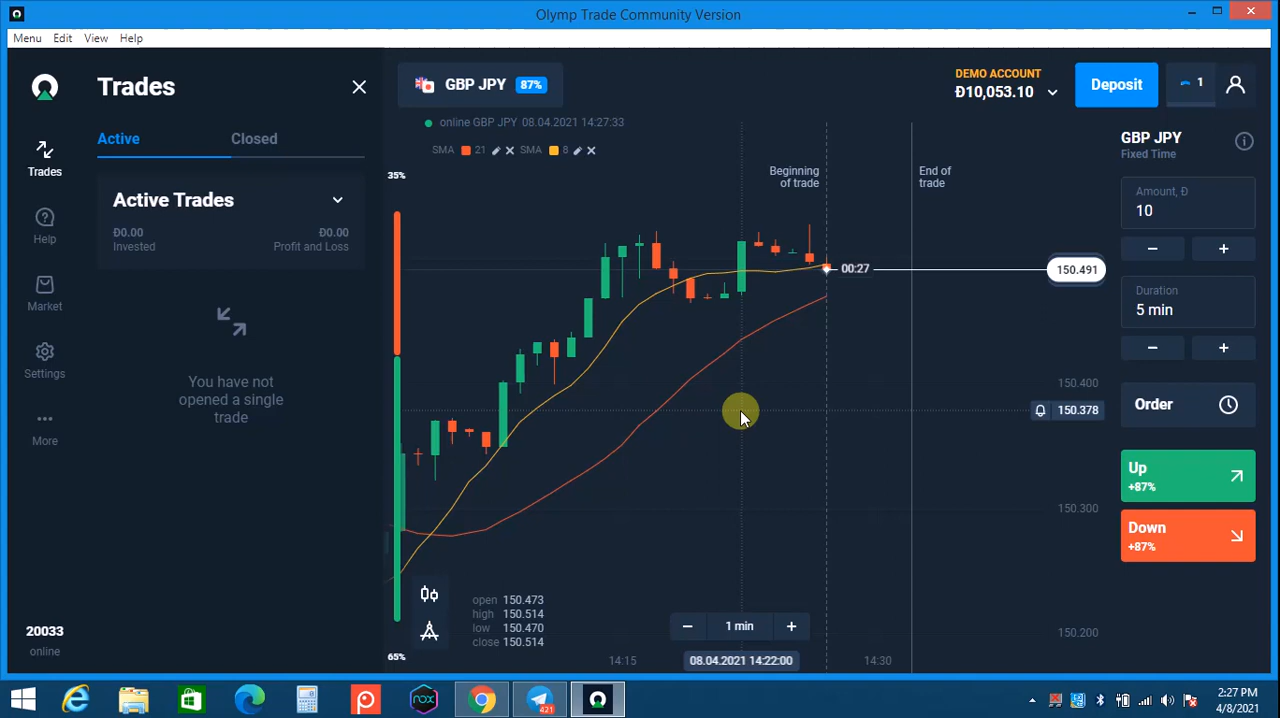 Olymp Trade Community Version
Menu Edit View Help
Trades
Active Closed
Active Trades
Đ0.00 Đ0.00
Invested Profit and Loss
You have not
opened a single
trade
Trades
Help
Market
Settings
More
20033
online
GBP JPY 87%
online GBP JPY 08.04.2021 14:27:33
SMA 21 SMA 8
35%
65%
Beginning
of trade
End of
trade
00:27
150.491
150.400
150.378
150.300
150.200
open 150.473
high 150.514
low 150.470
close 150.514
1 min
14:15 08.04.2021 14:22:00 14:30
DEMO ACCOUNT
Đ10,053.10
Deposit
1
GBP JPY
Fixed Time
Amount, Đ
10
− +
Duration
5 min
− +
Order
Up
+87%
Down
+87%
nox
421
2:27 PM
4/8/2021